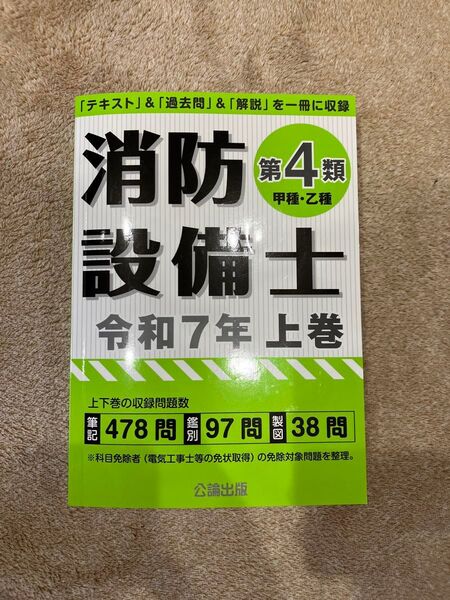 「テキスト」&「過去問」&「解説」を一冊に収録
消防
設備士
第4類
甲種・乙種
令和7年 上巻
上下巻の収録問題数
筆記 478問 鑑別 97問 製図 38問
※科目免除者(電気工事士等の免状取得)の免除対象問題を整理。
公論出版